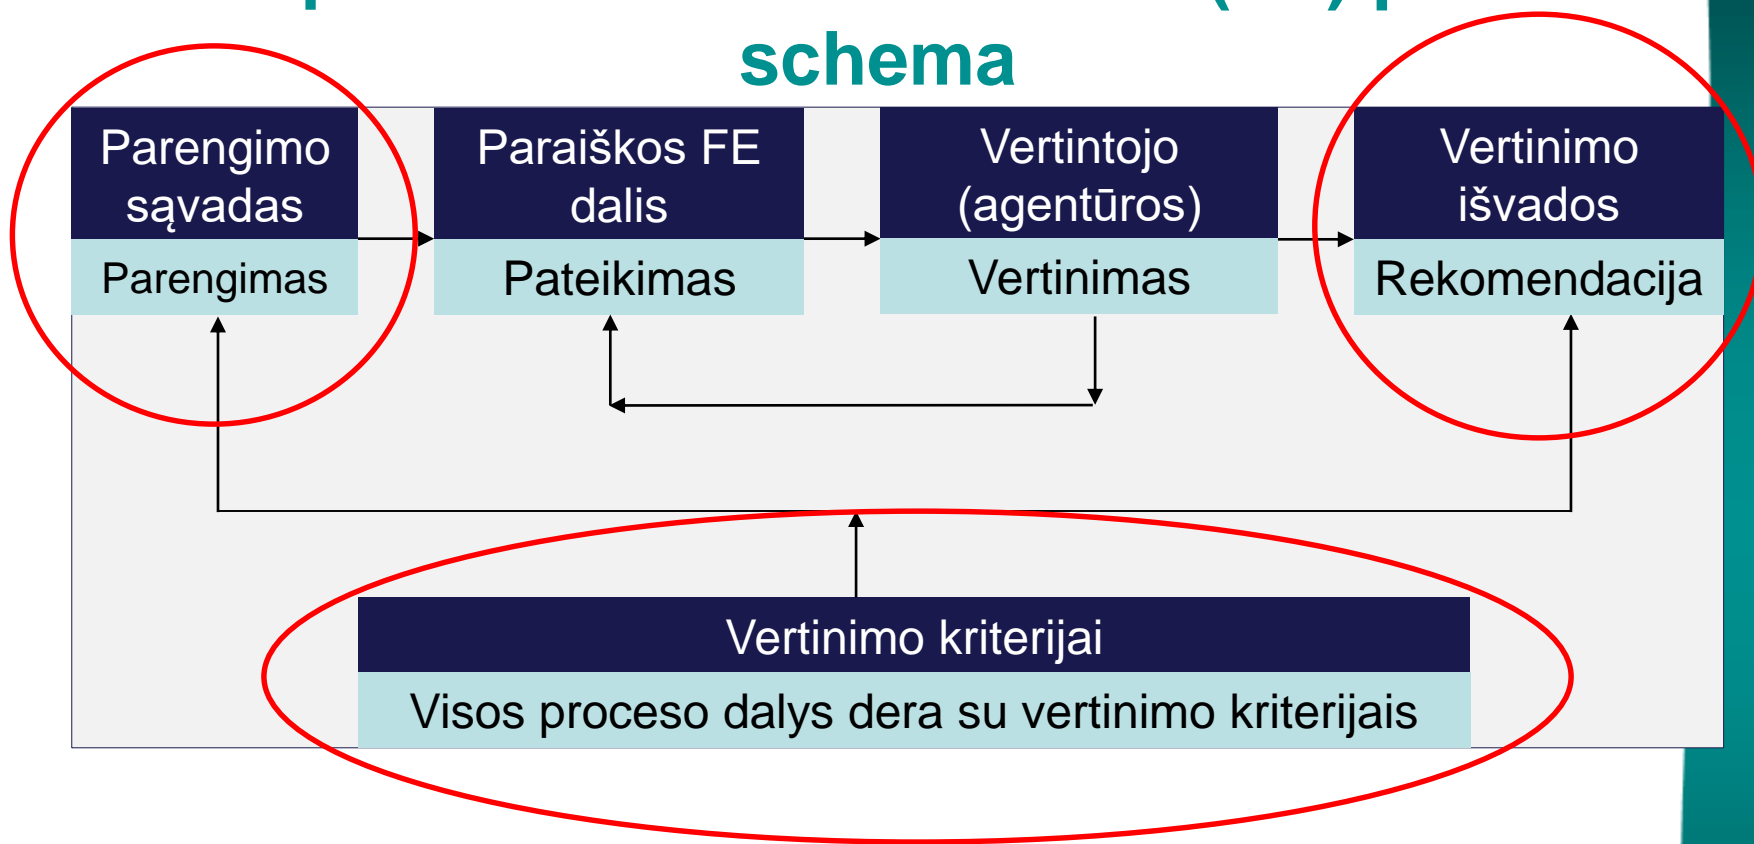 schema
Parengimo
sąvadas
Parengimas
Paraiškos FE
dalis
Pateikimas
Vertintojo
(agentūros)
Vertinimas
Vertinimo
išvados
Rekomendacija
Vertinimo kriterijai
Visos proceso dalys dera su vertinimo kriterijais